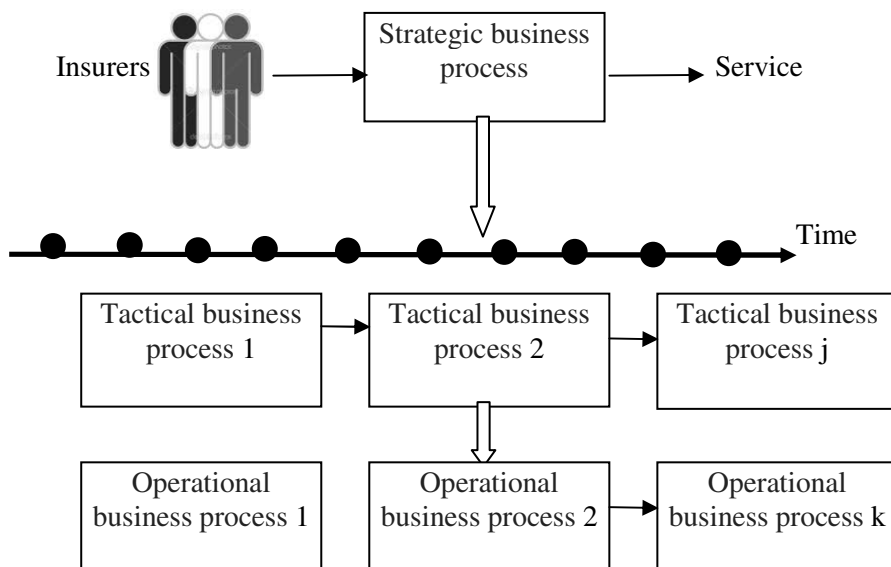 Insurers
Strategic business
process
Service
Time
Tactical business
process 1
Tactical business
process 2
Tactical business
process j
Operational
business process 1
Operational
business process 2
Operational
business process k